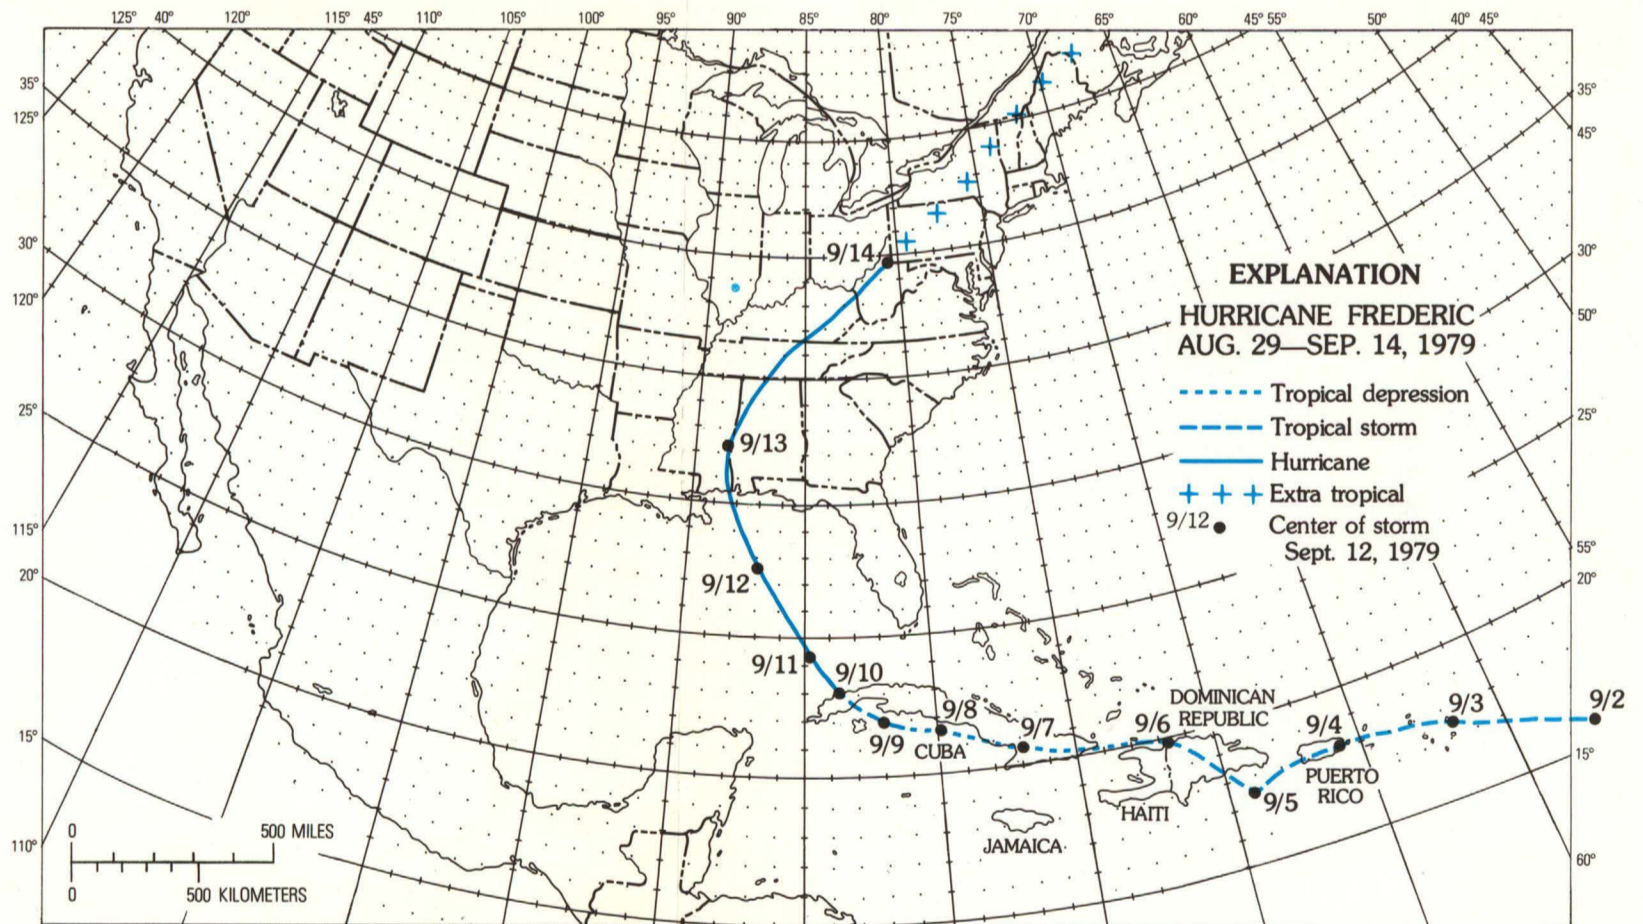 125° 40° 120° 115° 45° 110° 105° 100° 95° 90° 85° 80° 75° 70° 65° 60° 45° 55° 50° 40° 45°
35°
125°
30°
120°
25°
115°
20°
15°
110°
35°
45°
30°
50°
25°
55°
20°
15°
60°
EXPLANATION
HURRICANE FREDERIC
AUG. 29—SEP. 14, 1979
Tropical depression
Tropical storm
Hurricane
Extra tropical
9/12 Center of storm
Sept. 12, 1979
9/14
9/13
9/12
9/11
9/10
9/9
9/8
9/7
9/6
9/5
9/4
9/3
9/2
CUBA
DOMINICAN
REPUBLIC
HAITI
JAMAICA
PUERTO
RICO
0 500 MILES
0 500 KILOMETERS